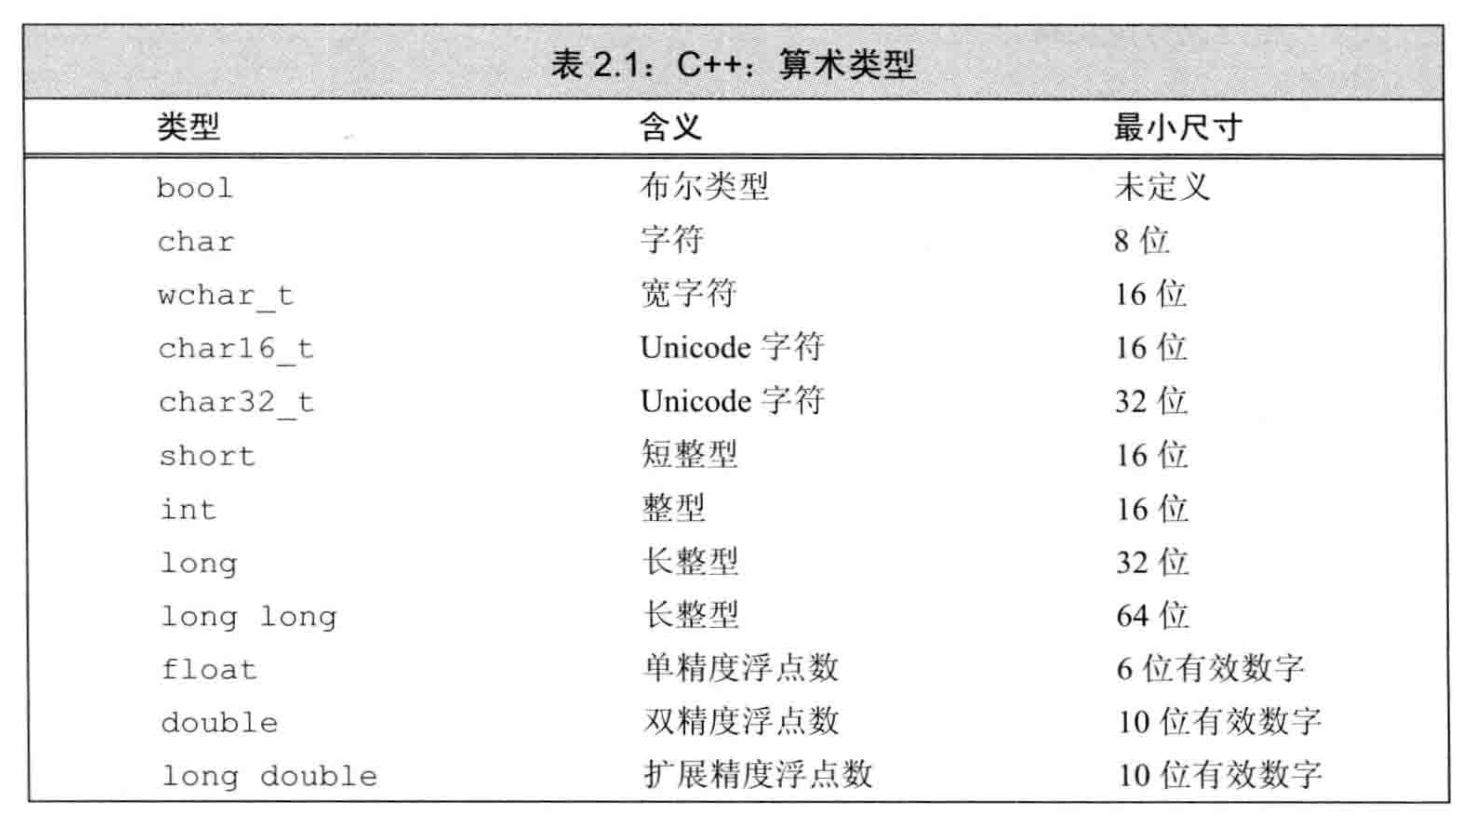 表 2.1：C++：算术类型
类型 含义 最小尺寸
bool 布尔类型 未定义
char 字符 8 位
wchar_t 宽字符 16 位
char16_t Unicode 字符 16 位
char32_t Unicode 字符 32 位
short 短整型 16 位
int 整型 16 位
long 长整型 32 位
long long 长整型 64 位
float 单精度浮点数 6 位有效数字
double 双精度浮点数 10 位有效数字
long double 扩展精度浮点数 10 位有效数字